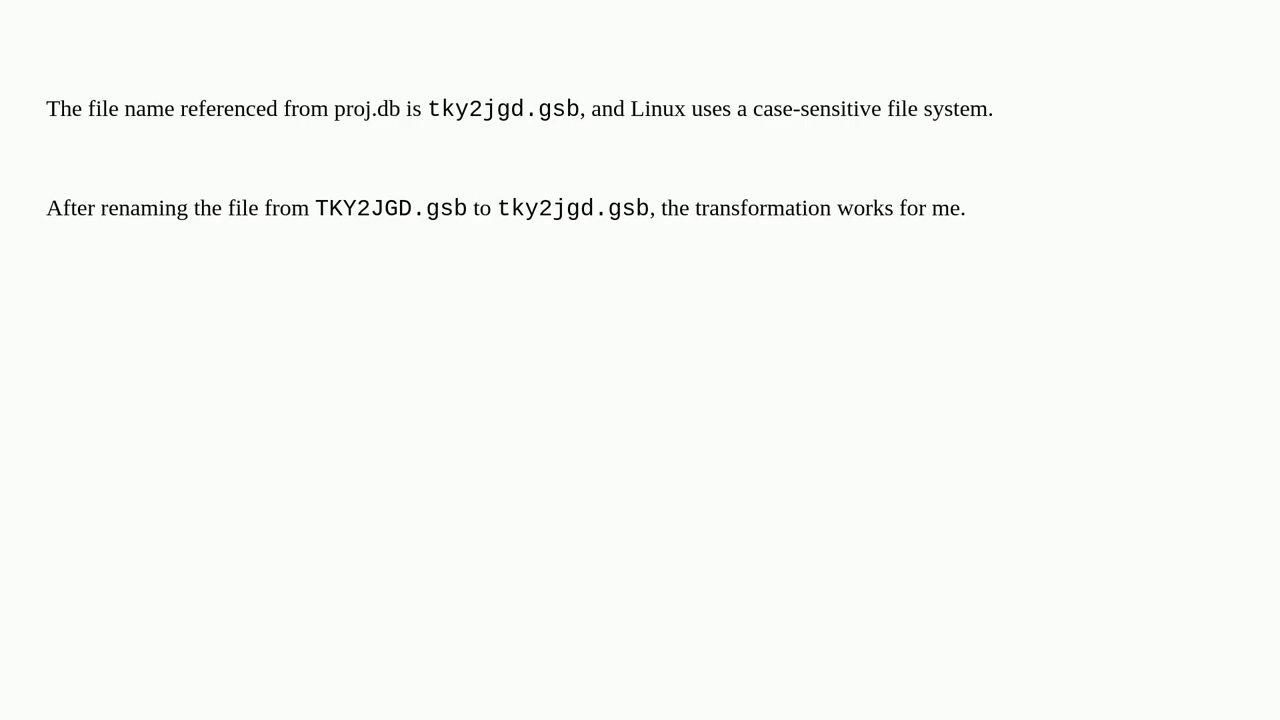 The file name referenced from proj.db is tky2jgd.gsb, and Linux uses a case-sensitive file system.
After renaming the file from TKY2JGD.gsb to tky2jgd.gsb, the transformation works for me.